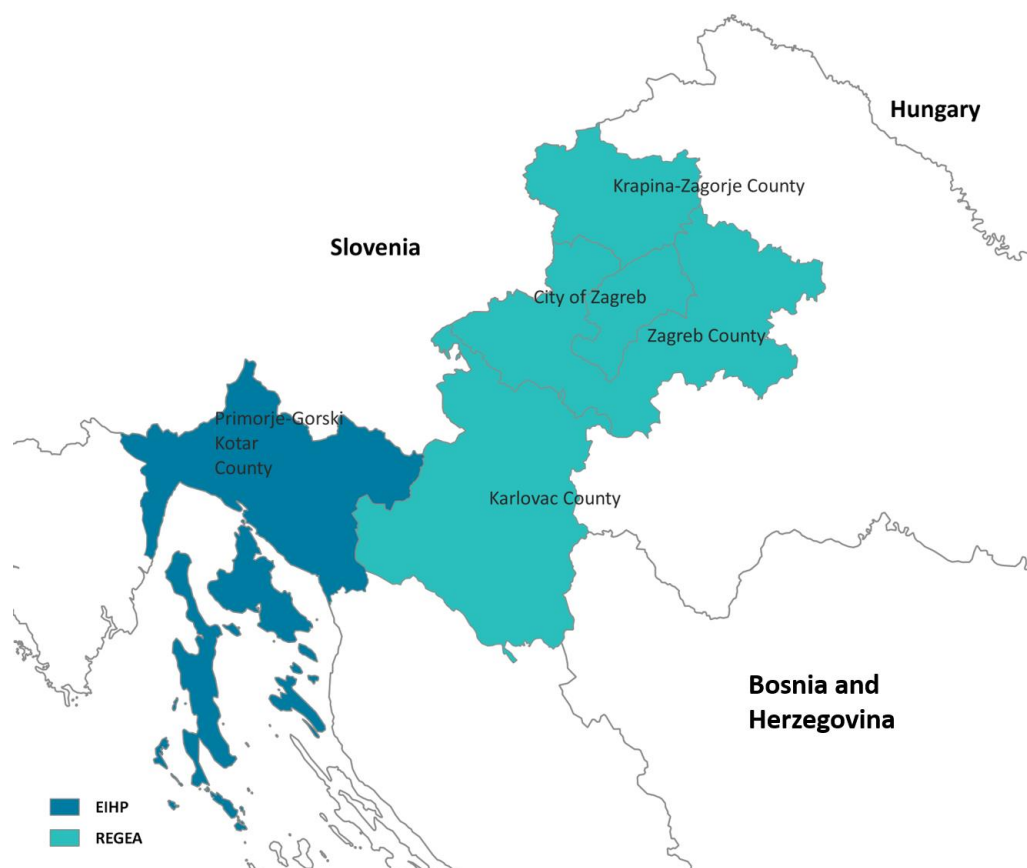 Hungary
Krapina-Zagorje County
Slovenia
City of Zagreb
Zagreb County
Primorje-Gorski
Kotar
County
Karlovac County
Bosnia and
Herzegovina
EIHP
REGEA